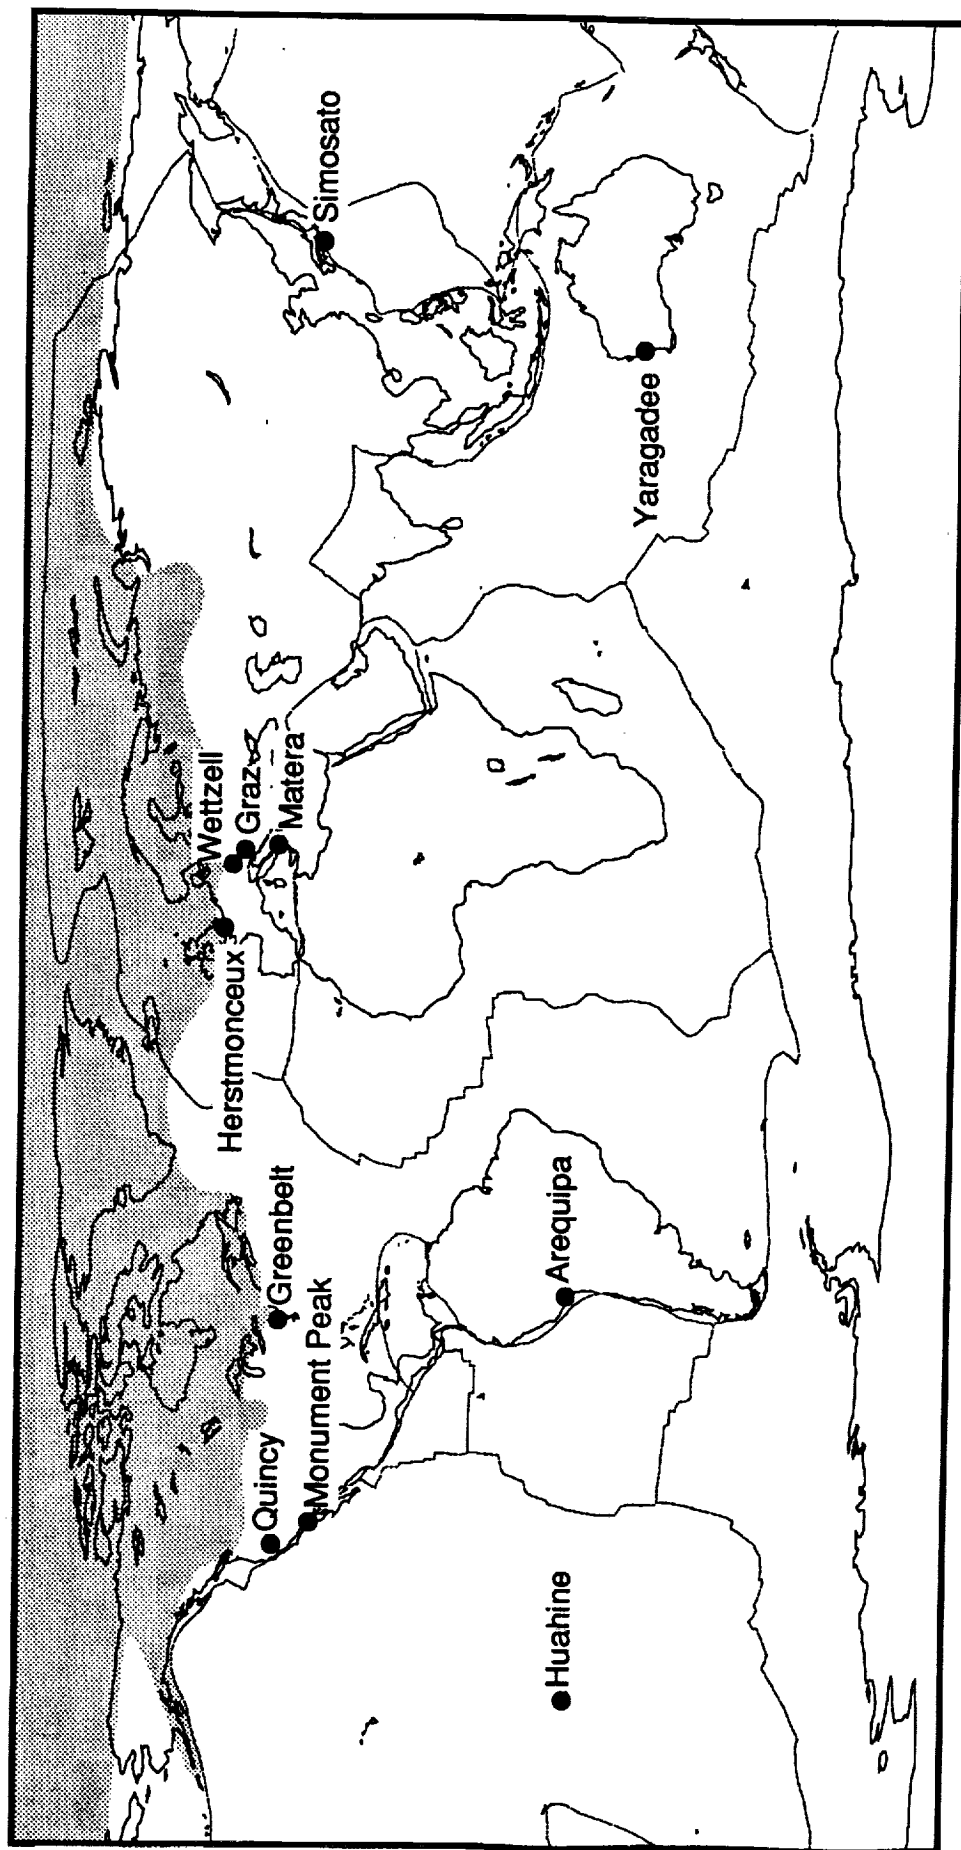 Quincy
Monument Peak
Greenbelt
Herstmonceux
Wettzell
Graz
Matera
Simosato
Huahine
Arequipa
Yaragadee